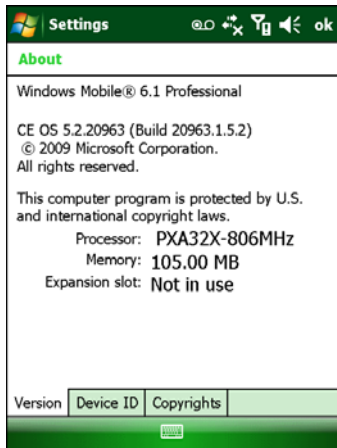 Settings ok
About
Windows Mobile® 6.1 Professional
CE OS 5.2.20963 (Build 20963.1.5.2)
© 2009 Microsoft Corporation.
All rights reserved.
This computer program is protected by U.S.
and international copyright laws.
Processor: PXA32X-806MHz
Memory: 105.00 MB
Expansion slot: Not in use
Version Device ID Copyrights